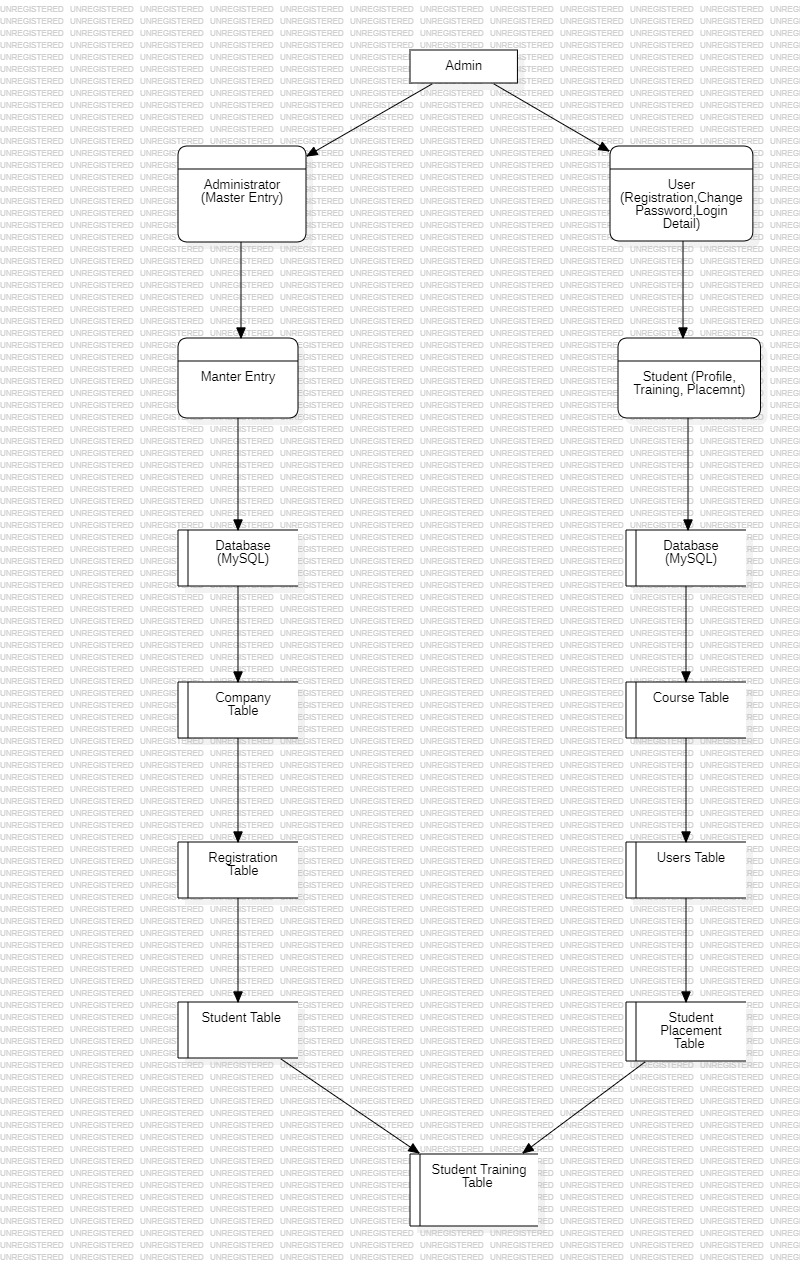 Admin
Administrator
(Master Entry)
User
(Registration,Change
Password,Login
Detail)
Manter Entry
Student (Profile,
Training, Placemnt)
Database
(MySQL)
Database
(MySQL)
Company
Table
Course Table
Registration
Table
Users Table
Student Table
Student
Placement
Table
Student Training
Table
UNREGISTERED